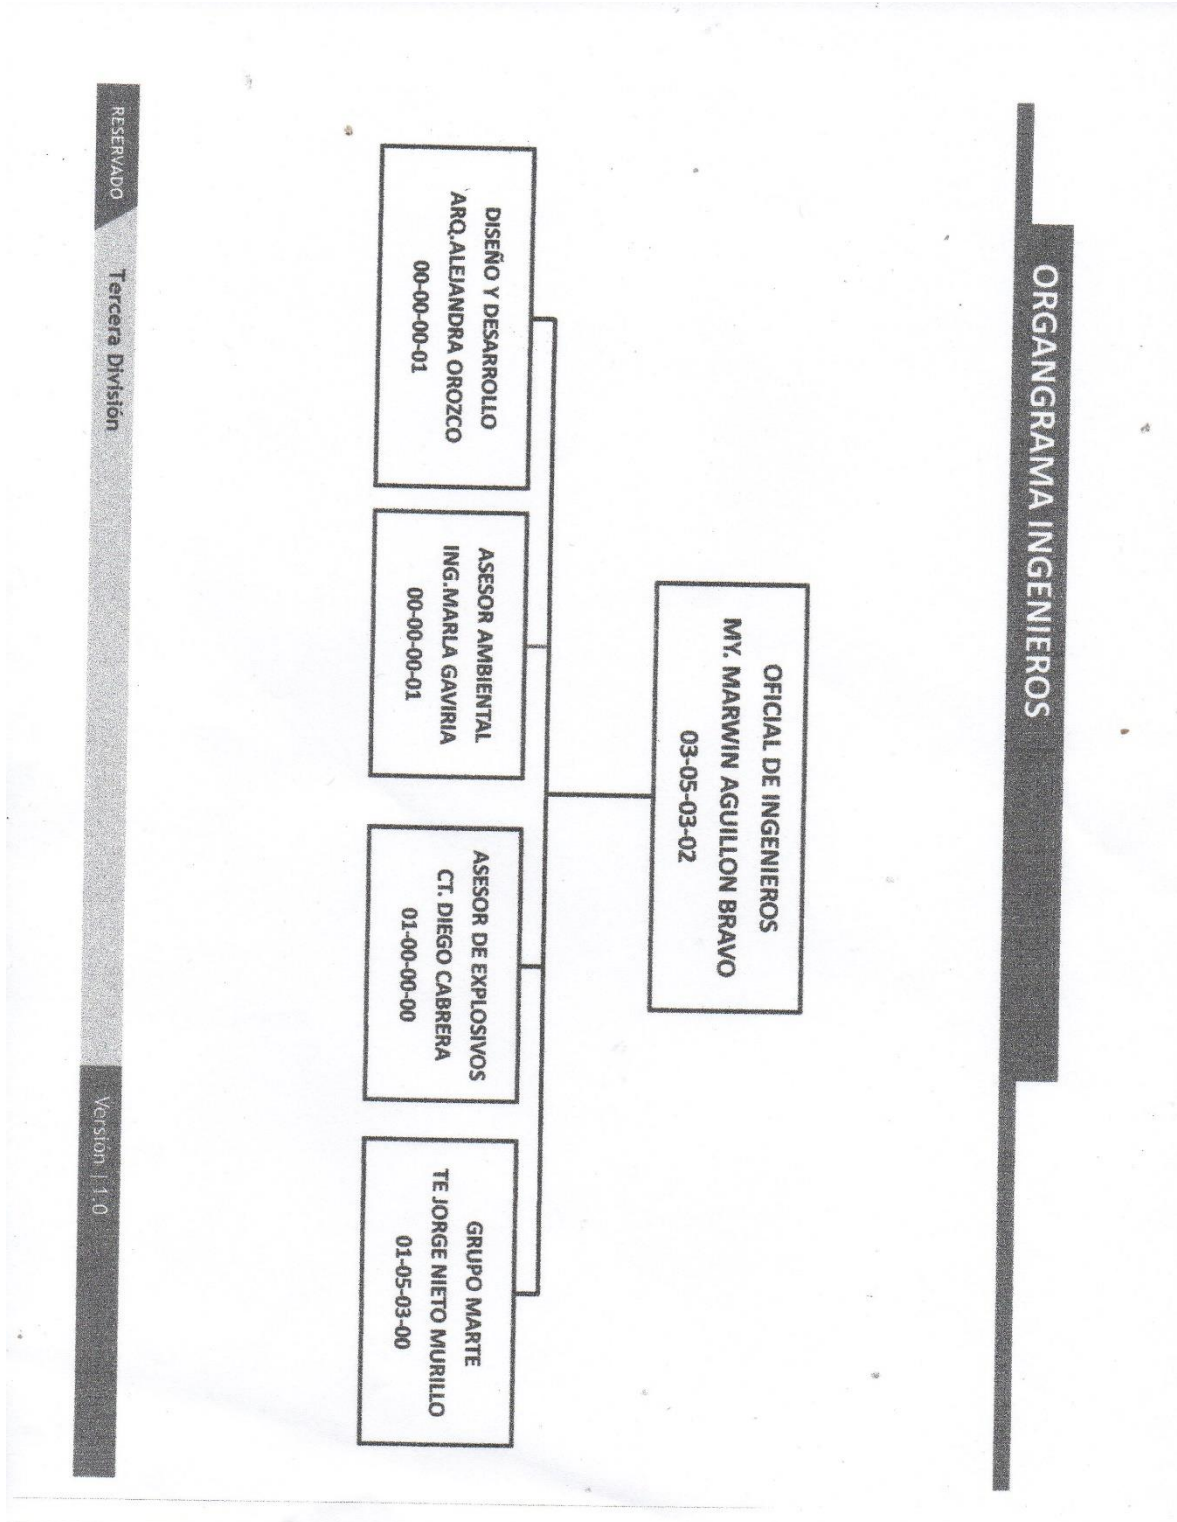 ORGANGRAMA INGENIEROS
OFICIAL DE INGENIEROS
MY. MARWIN AGUILLON BRAVO
03-05-03-02
DISEÑO Y DESARROLLO
ARQ.ALEJANDRA OROZCO
00-00-00-01
ASESOR AMBIENTAL
ING.MARLA GAVIRIA
00-00-00-01
ASESOR DE EXPLOSIVOS
CT. DIEGO CABRERA
01-00-00-00
GRUPO MARTE
TE JORGE NIETO MURILLO
01-05-03-00
RESERVADO
Tercera División
Versión | 1.0